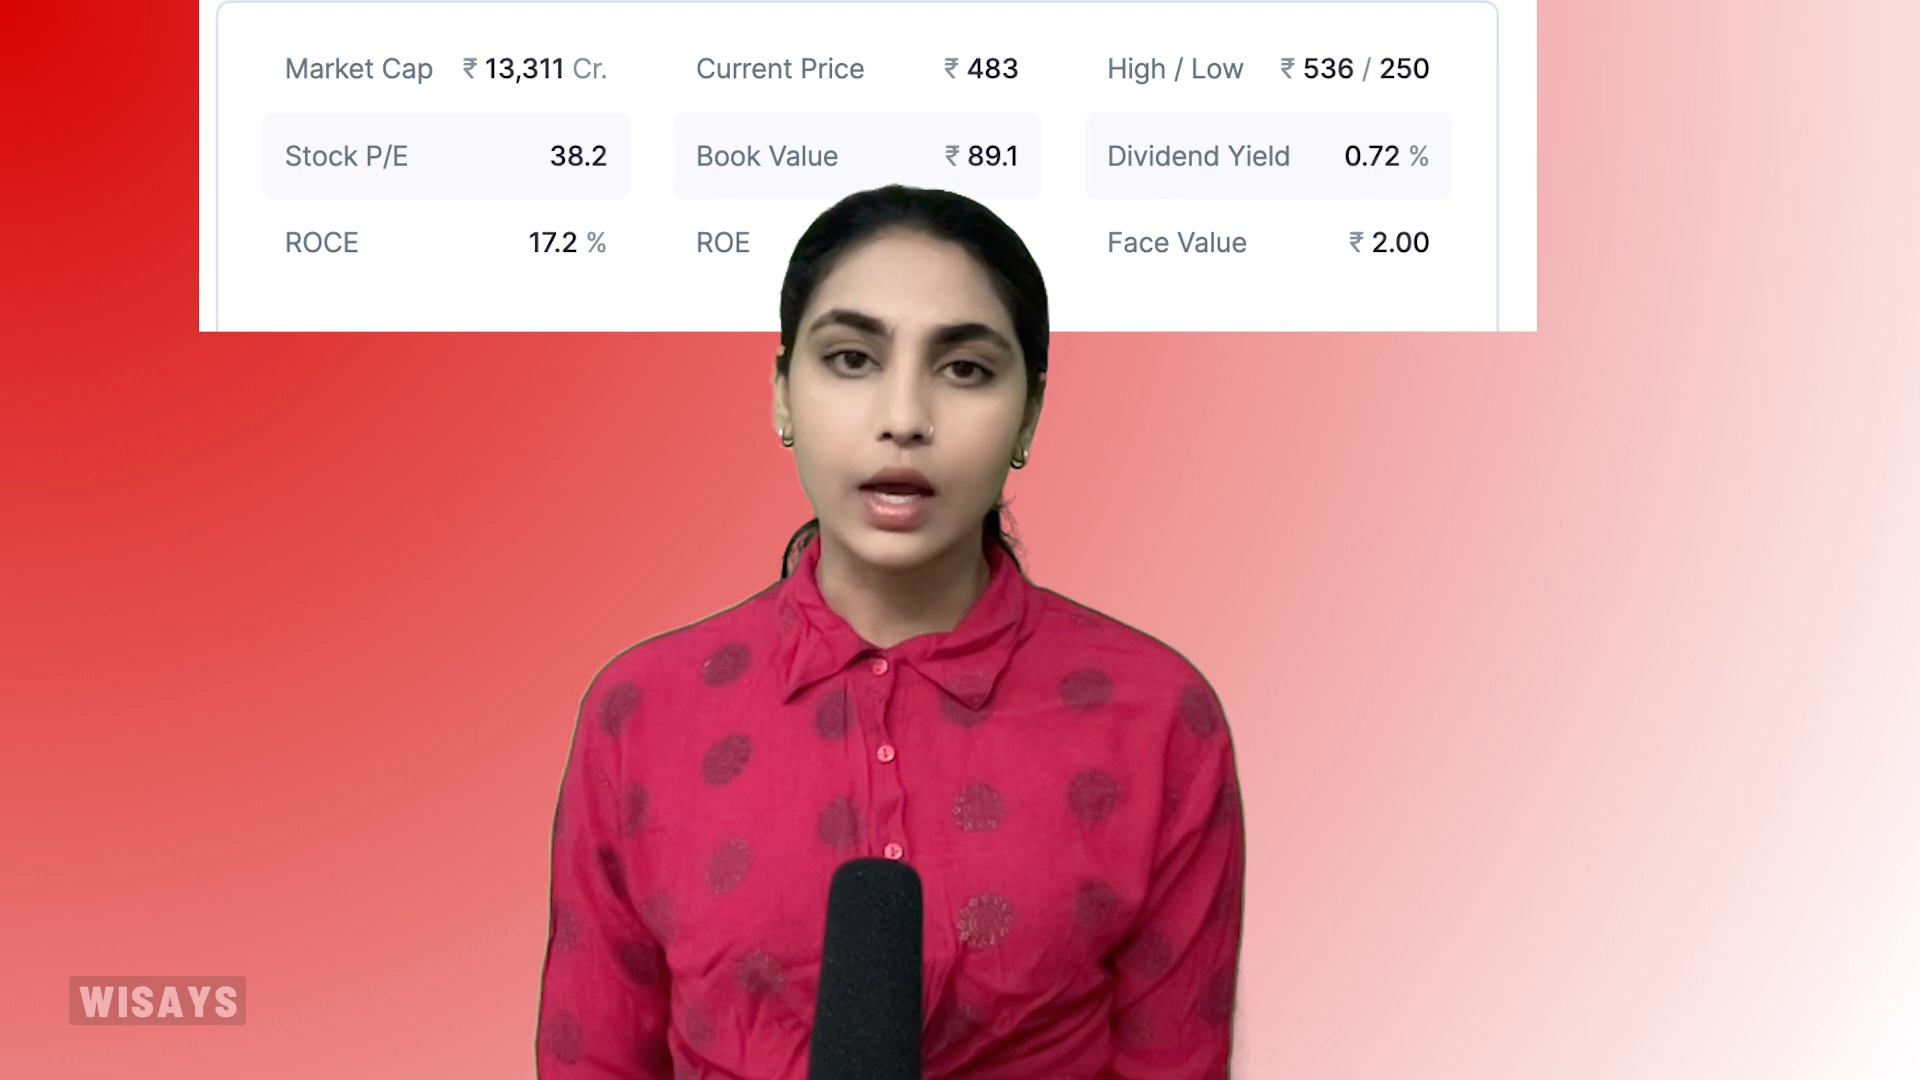 Market Cap ₹ 13,311 Cr. Current Price ₹ 483 High / Low ₹ 536 / 250
Stock P/E 38.2 Book Value ₹ 89.1 Dividend Yield 0.72 %
ROCE 17.2 % ROE Face Value ₹ 2.00
WISAYS